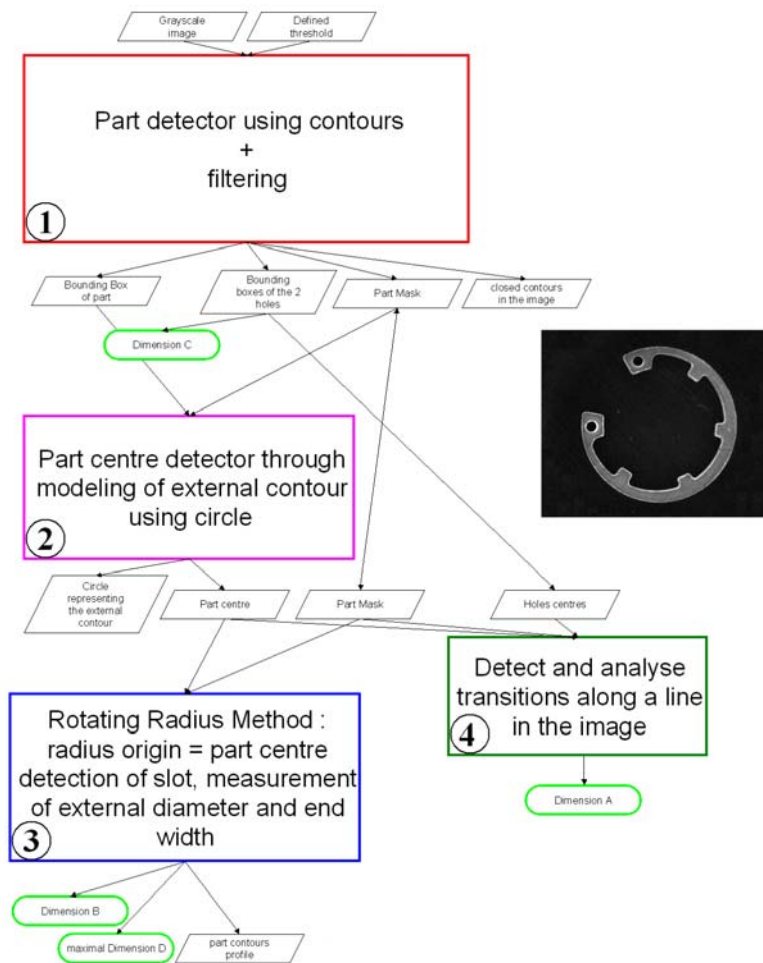 Grayscale
image
Defined
threshold
Part detector using contours
+
filtering
1
Bounding Box
of part
Bounding
boxes of the 2
holes
Part Mask
closed contours
in the image
Dimension C
Part centre detector through
modeling of external contour
using circle
2
Circle
representing
the external
contour
Part centre
Part Mask
Holes centres
Rotating Radius Method :
radius origin = part centre
detection of slot, measurement
of external diameter and end
width
3
Detect and analyse
transitions along a line
in the image
4
Dimension A
Dimension B
maximal Dimension D
part contours
profile